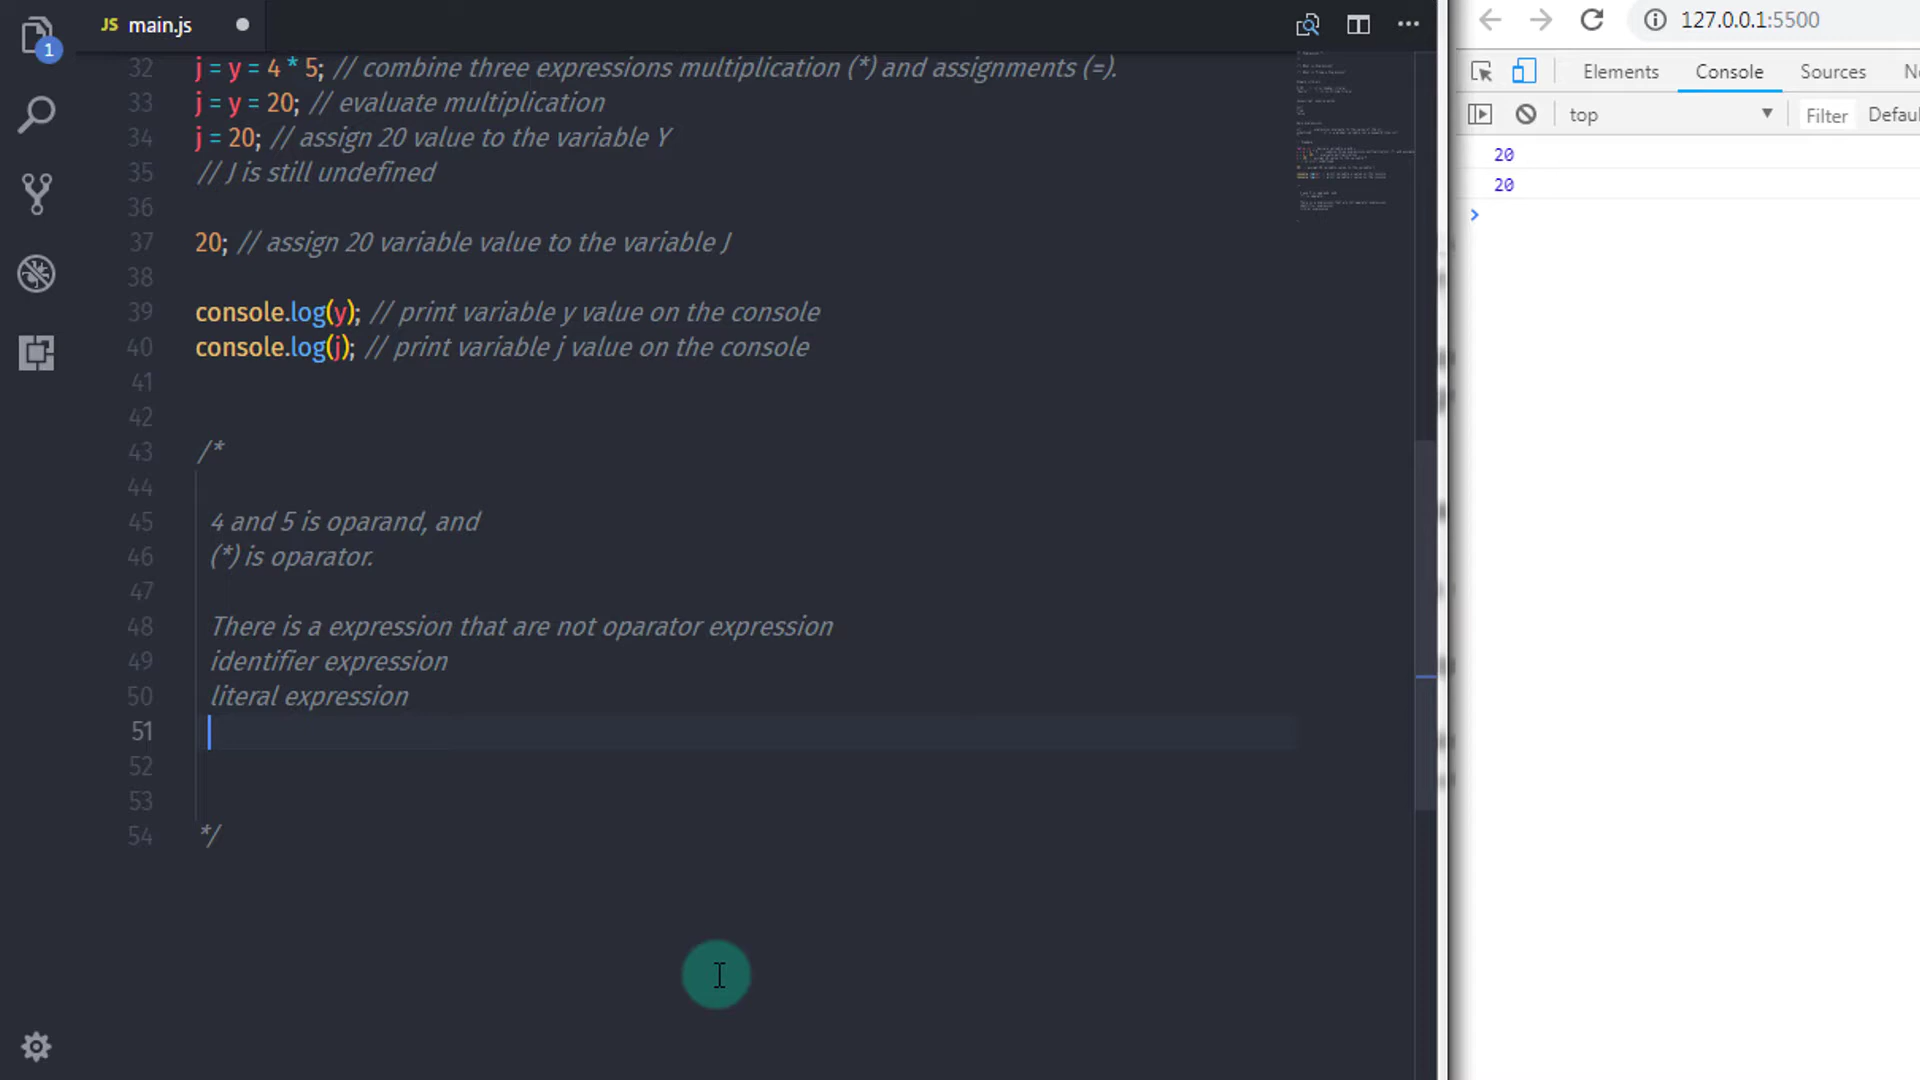 JS main.js
32 j = y = 4 * 5; // combine three expressions multiplication (*) and assignments (=).
33 j = y = 20; // evaluate multiplication
34 j = 20; // assign 20 value to the variable Y
35 // J is still undefined
36
37 20; // assign 20 variable value to the variable J
38
39 console.log(y); // print variable y value on the console
40 console.log(j); // print variable j value on the console
41
42
43 /*
44
45 4 and 5 is oparand, and
46 (*) is oparator.
47
48 There is a expression that are not oparator expression
49 identifier expression
50 literal expression
51
52
53
54 */
1
127.0.0.1:5500
Elements Console Sources N
top Filter Defaul
20
20